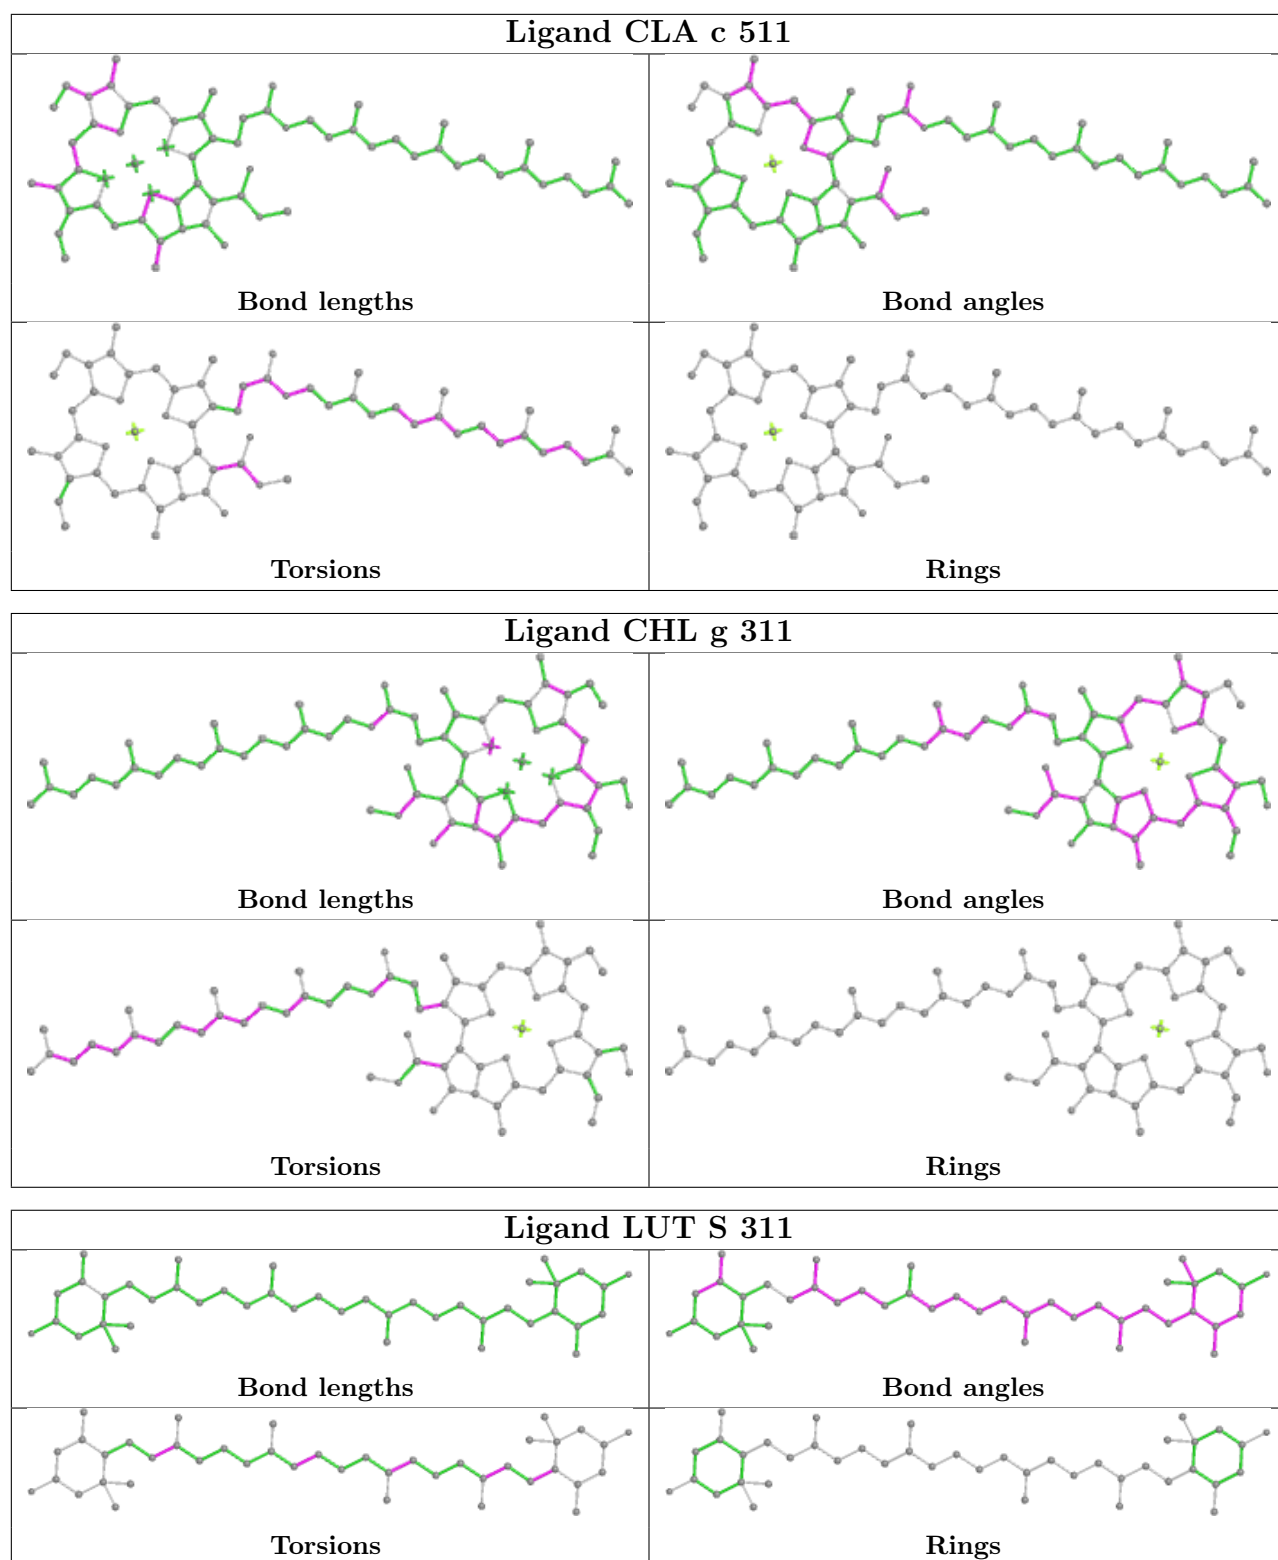 Ligand CLA c 511
Bond lengths
Bond angles
Torsions
Rings
Ligand CHL g 311
Bond lengths
Bond angles
Torsions
Rings
Ligand LUT S 311
Bond lengths
Bond angles
Torsions
Rings